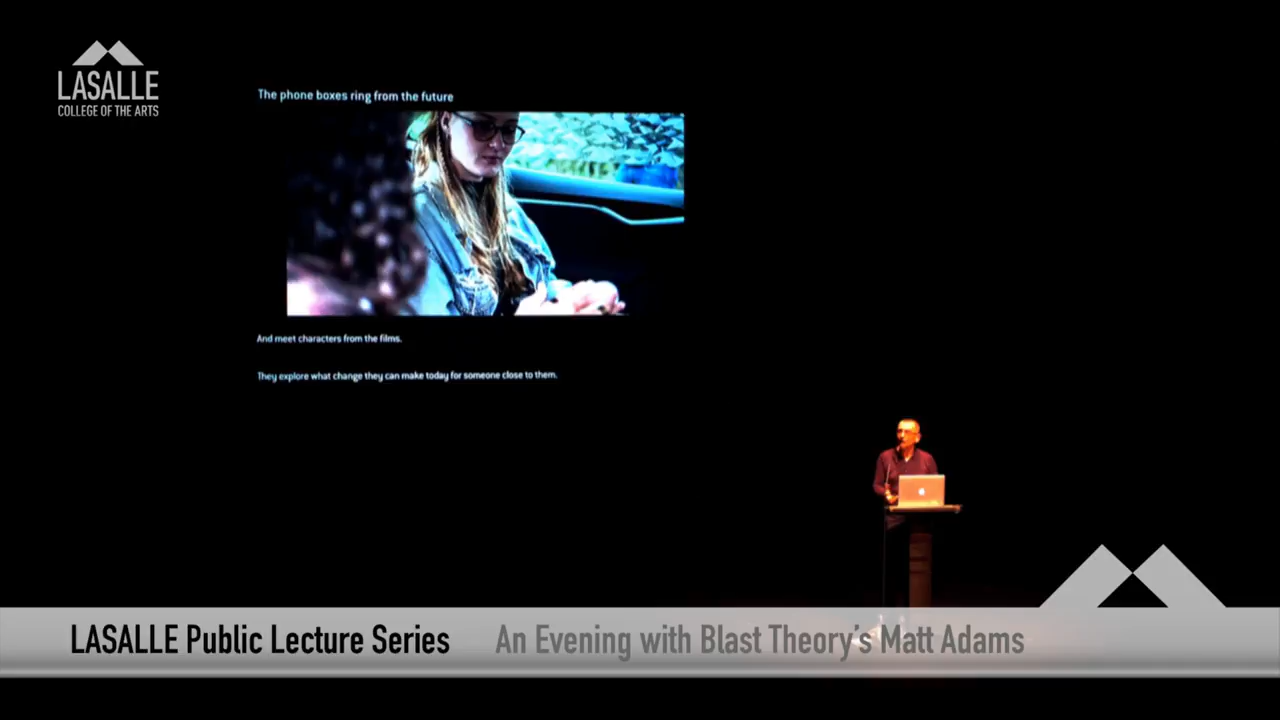 LASALLE
COLLEGE OF THE ARTS
The phone boxes ring from the future
And meet characters from the films.
They explore what change they can make today for someone close to them.
LASALLE Public Lecture Series An Evening with Blast Theory's Matt Adams